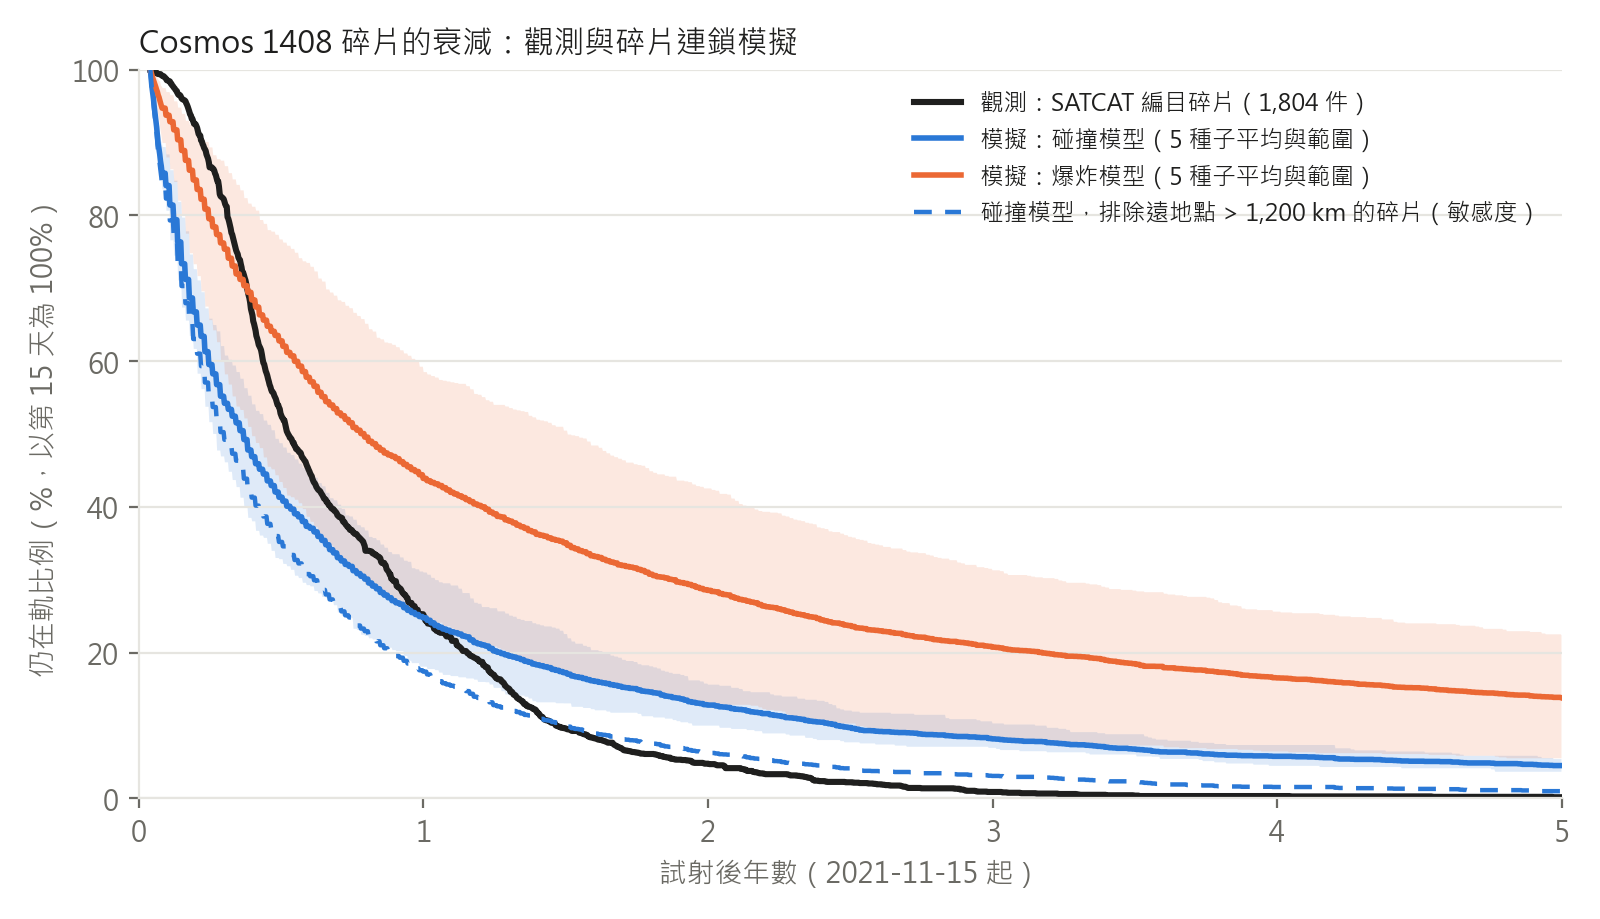 Cosmos 1408 碎片的衰減：觀測與碎片連鎖模擬
觀測：SATCAT 編目碎片（1,804 件）
模擬：碰撞模型（5 種子平均與範圍）
模擬：爆炸模型（5 種子平均與範圍）
碰撞模型，排除遠地點 > 1,200 km 的碎片（敏感度）
仍在軌比例（%，以第 15 天為 100%）
100
80
60
40
20
0
0 1 2 3 4 5
試射後年數（2021-11-15 起）